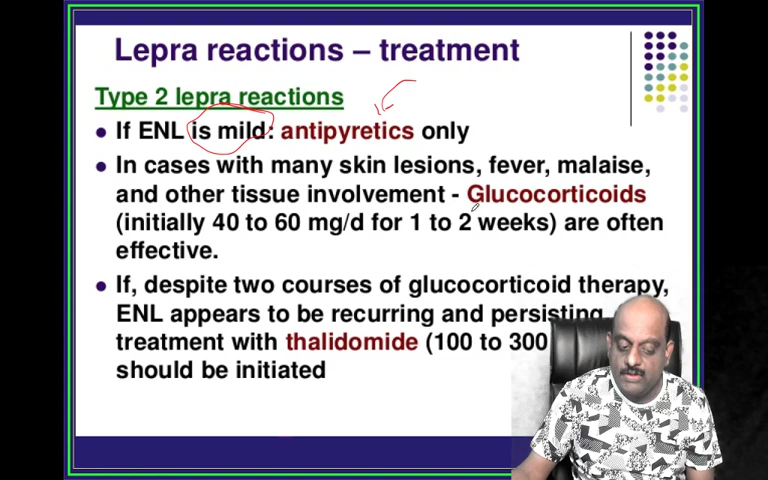 Lepra reactions – treatment
Type 2 lepra reactions
If ENL is mild: antipyretics only
In cases with many skin lesions, fever, malaise,
and other tissue involvement - Glucocorticoids
(initially 40 to 60 mg/d for 1 to 2 weeks) are often
effective.
If, despite two courses of glucocorticoid therapy,
ENL appears to be recurring and persisting
treatment with thalidomide (100 to 300
should be initiated